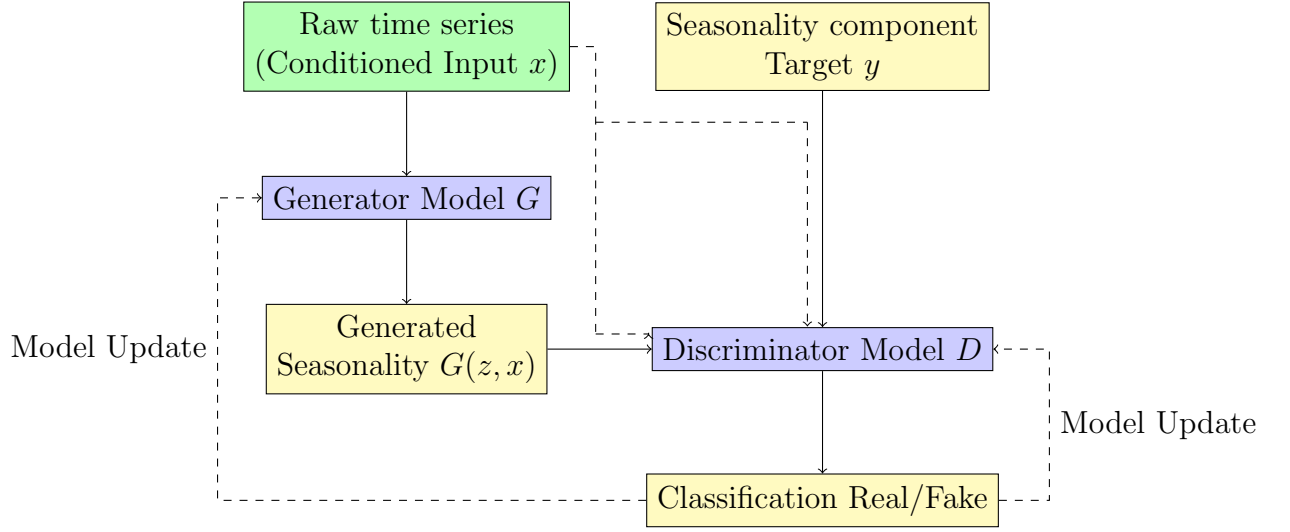 Raw time series
(Conditioned Input x)
Seasonality component
Target y
Generator Model G
Generated
Seasonality G(z, x)
Model Update
Discriminator Model D
Model Update
Classification Real/Fake